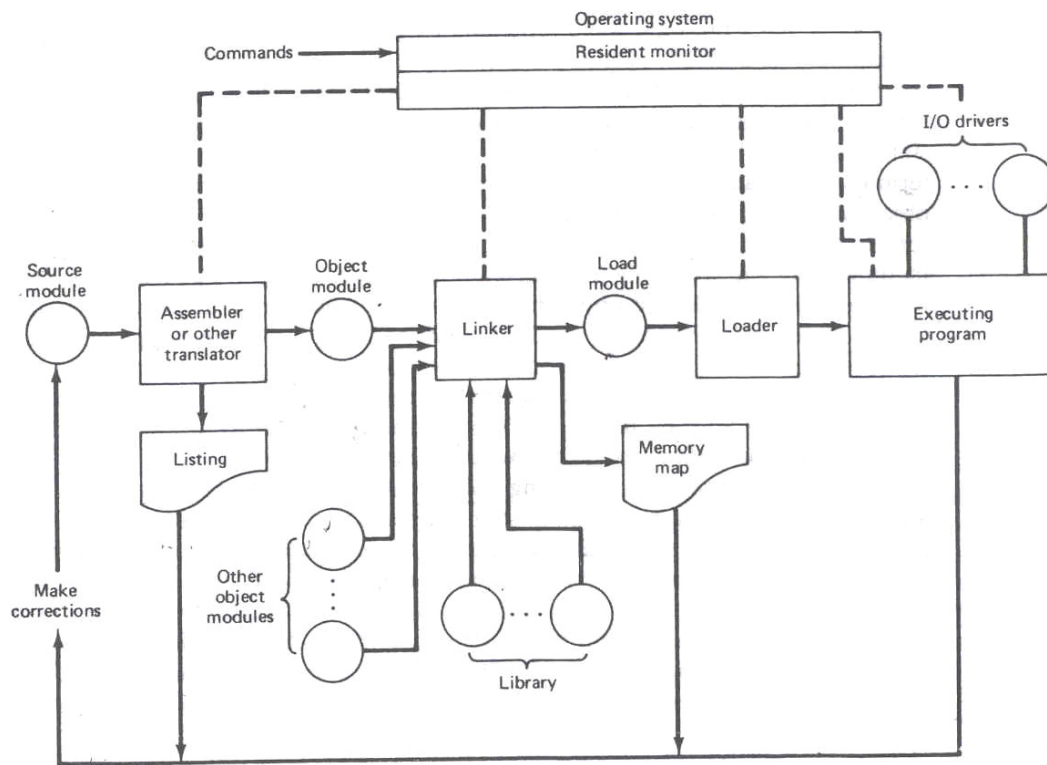 Operating system
Commands
Resident monitor
I/O drivers
Source
module
Object
module
Load
module
Assembler
or other
translator
Linker
Loader
Executing
program
Listing
Memory
map
Other
object
modules
Make
corrections
Library